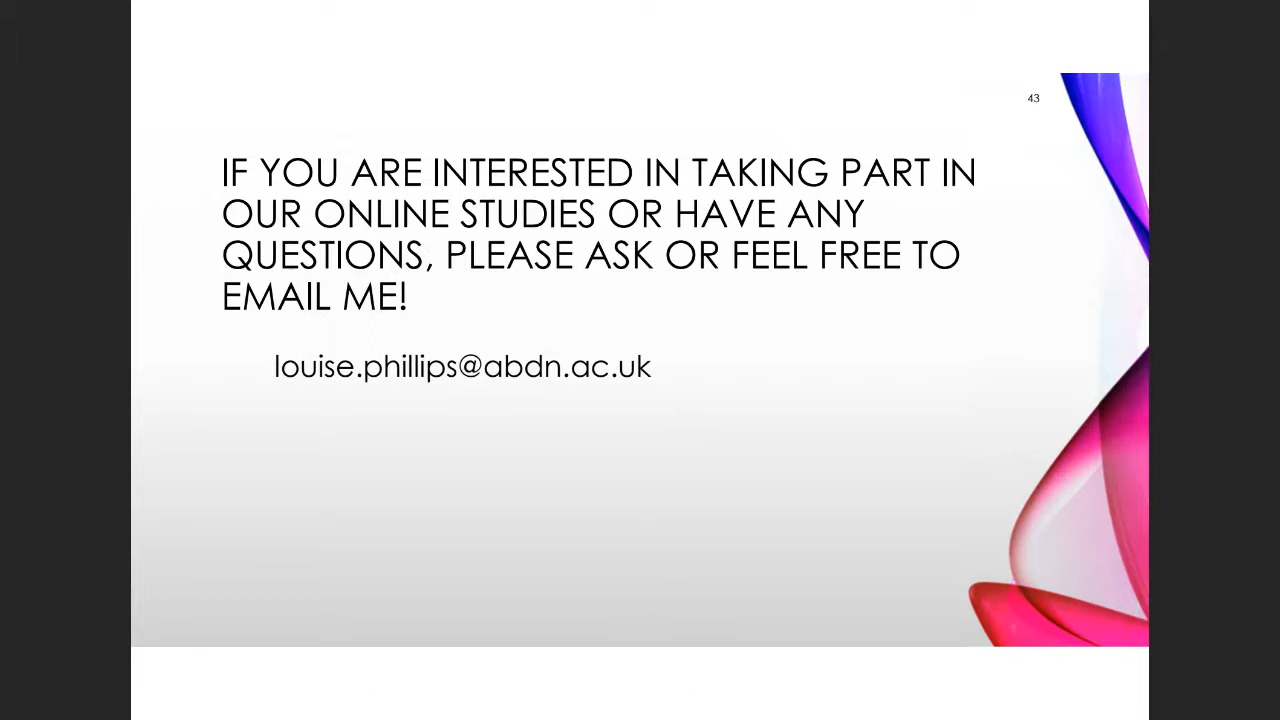 43
IF YOU ARE INTERESTED IN TAKING PART IN
OUR ONLINE STUDIES OR HAVE ANY
QUESTIONS, PLEASE ASK OR FEEL FREE TO
EMAIL ME!
louise.phillips@abdn.ac.uk